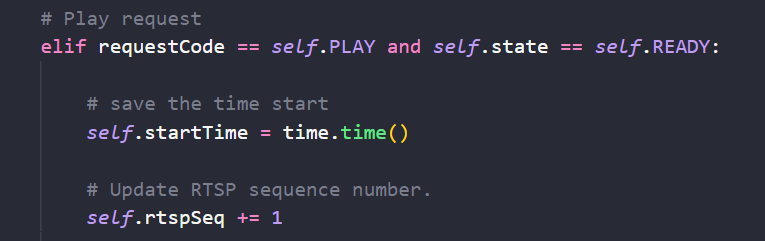 # Play request
elif requestCode == self.PLAY and self.state == self.READY:
# save the time start
self.startTime = time.time()
# Update RTSP sequence number.
self.rtspSeq += 1